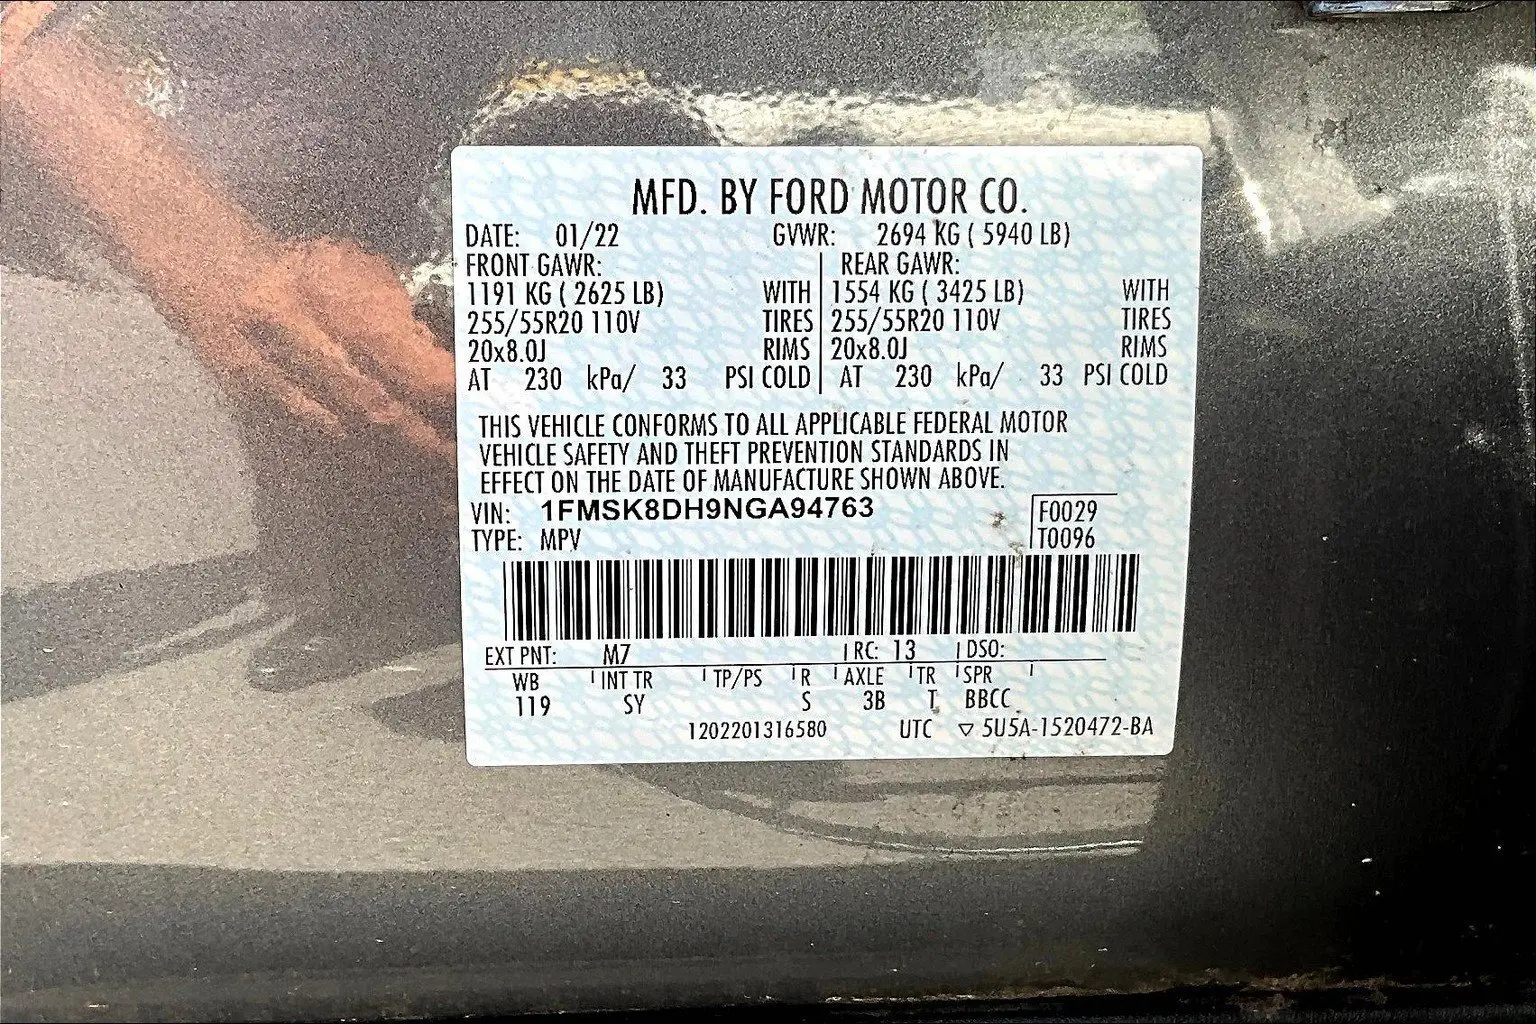 MFD. BY FORD MOTOR CO.
DATE: 01/22 GVWR: 2694 KG ( 5940 LB)
FRONT GAWR: REAR GAWR:
1191 KG ( 2625 LB) WITH 1554 KG ( 3425 LB) WITH
255/55R20 110V TIRES 255/55R20 110V TIRES
20x8.0J RIMS 20x8.0J RIMS
AT 230 kPa/ 33 PSI COLD AT 230 kPa/ 33 PSI COLD
THIS VEHICLE CONFORMS TO ALL APPLICABLE FEDERAL MOTOR
VEHICLE SAFETY AND THEFT PREVENTION STANDARDS IN
EFFECT ON THE DATE OF MANUFACTURE SHOWN ABOVE.
VIN: 1FMSK8DH9NGA94763 F0029
TYPE: MPV T0096
EXT PNT: M7 RC: 13 DSO:
WB INT TR TP/PS R AXLE TR SPR
119 SY S 3B T BBCC
1202201316580 UTC ▽ 5U5A-1520472-BA